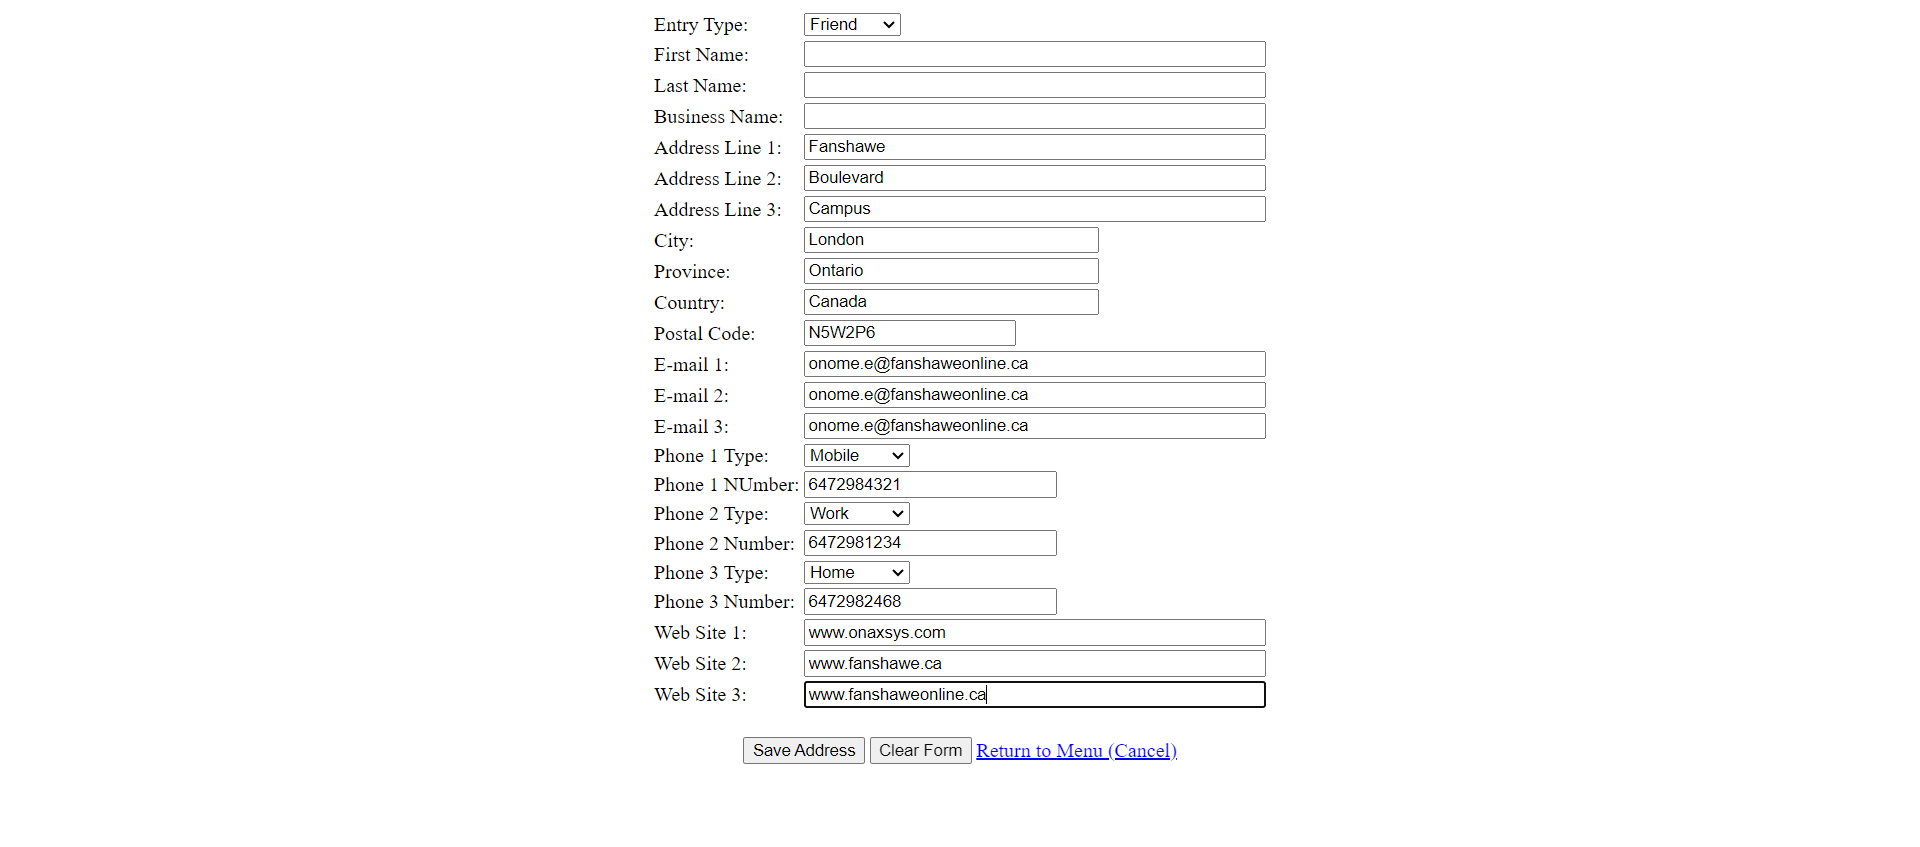 Entry Type: Friend
First Name:
Last Name:
Business Name:
Address Line 1: Fanshawe
Address Line 2: Boulevard
Address Line 3: Campus
City: London
Province: Ontario
Country: Canada
Postal Code: N5W2P6
E-mail 1: onome.e@fanshaweonline.ca
E-mail 2: onome.e@fanshaweonline.ca
E-mail 3: onome.e@fanshaweonline.ca
Phone 1 Type: Mobile
Phone 1 NUmber: 6472984321
Phone 2 Type: Work
Phone 2 Number: 6472981234
Phone 3 Type: Home
Phone 3 Number: 6472982468
Web Site 1: www.onaxsys.com
Web Site 2: www.fanshawe.ca
Web Site 3: www.fanshaweonline.ca
Save Address Clear Form Return to Menu (Cancel)